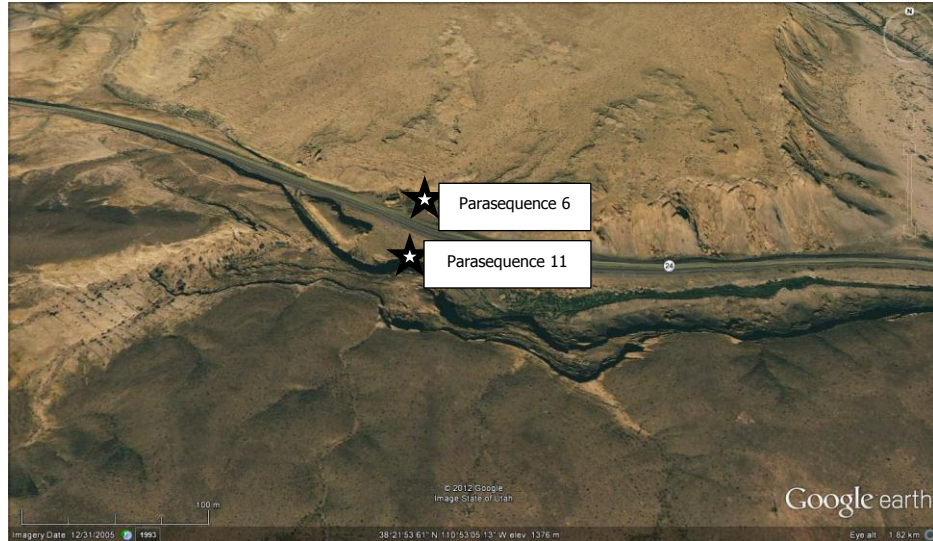 N
Parasequence 6
Parasequence 11
24
© 2012 Google
Image State of Utah
Google earth
100 m
Imagery Date 12/31/2005 1993 38°21'53.61" N 110°53'05.13" W elev 1376 m Eye alt 1.82 km